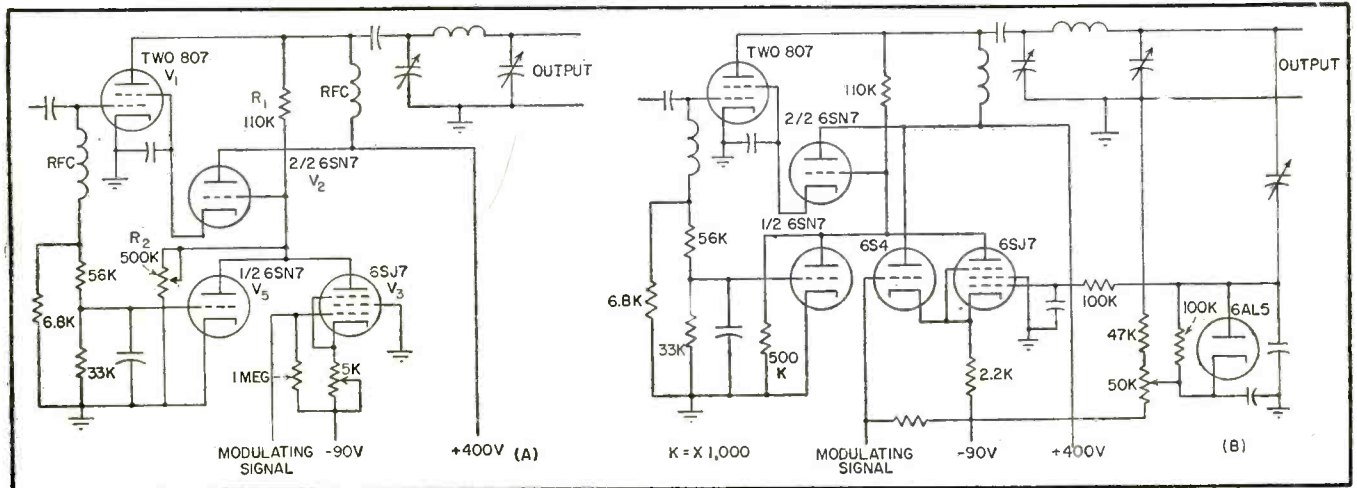 TWO 807
V1
RFC
R1
110K
RFC
OUTPUT
2/2 6SN7
V2
R2
500K
1/2 6SN7
V5
6SJ7
V3
56K
6.8K
33K
1 MEG
5K
MODULATING
SIGNAL
-90V
+400V
(A)
TWO 807
110K
OUTPUT
2/2 6SN7
1/2 6SN7
6S4
6SJ7
56K
6.8K
33K
500
K
2.2K
100K
100K
6AL5
47K
50K
K = X 1,000
MODULATING
SIGNAL
-90V
+400V
(B)